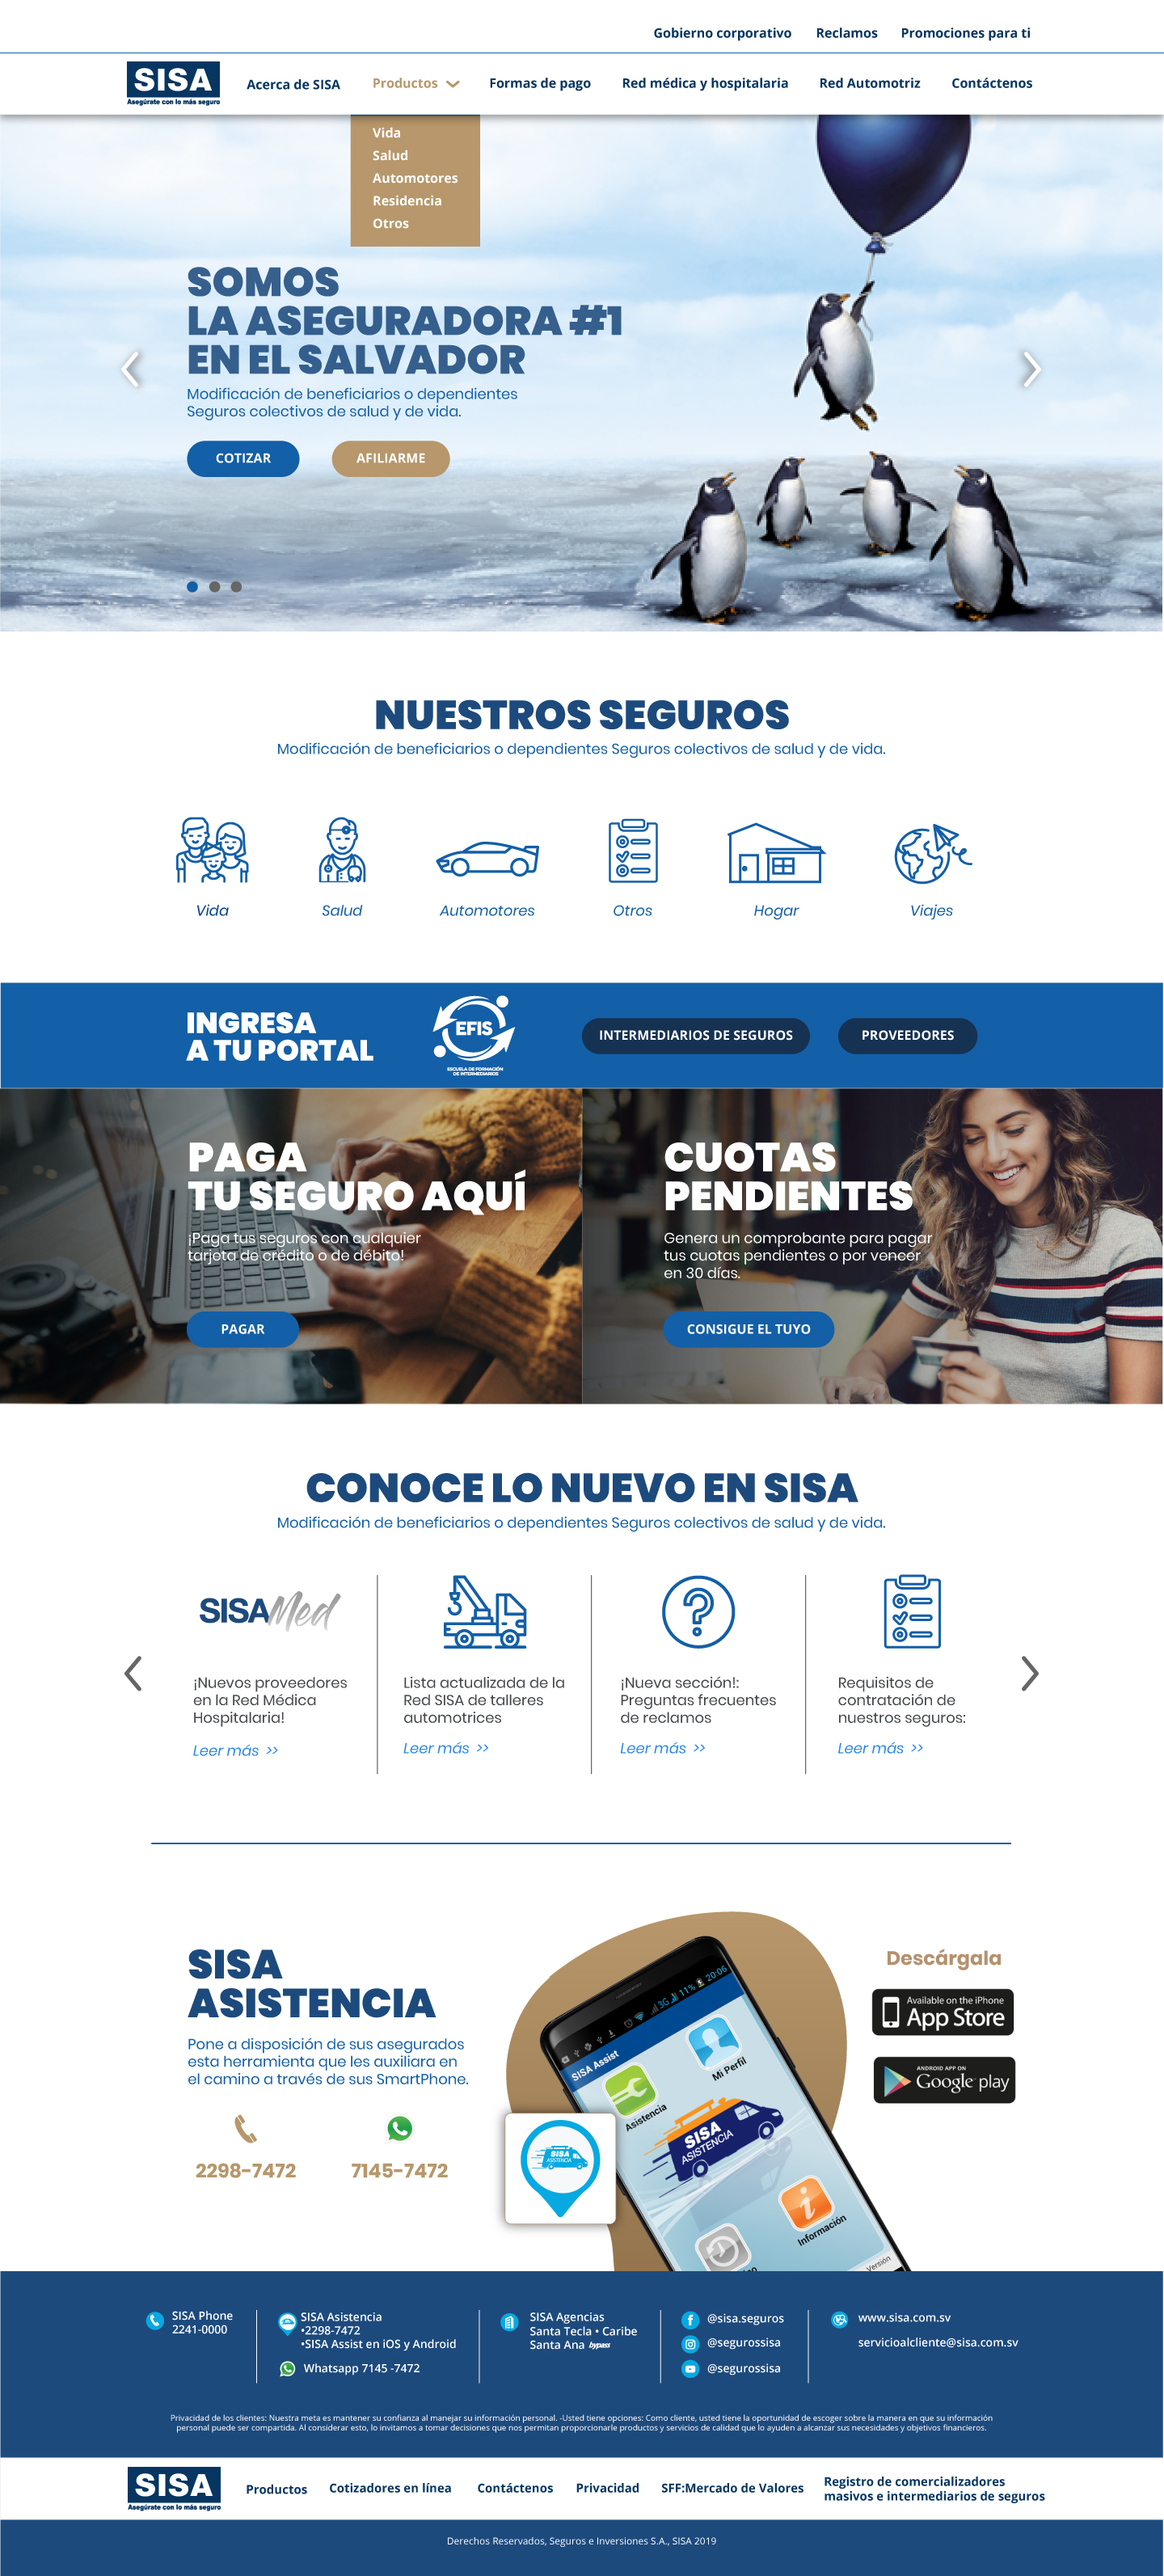 Gobierno corporativo Reclamos Promociones para ti
SISA
Asegúrate con lo más seguro
Acerca de SISA Productos Formas de pago Red médica y hospitalaria Red Automotriz Contáctenos
Vida
Salud
Automotores
Residencia
Otros
SOMOS
LA ASEGURADORA #1
EN EL SALVADOR
Modificación de beneficiarios o dependientes
Seguros colectivos de salud y de vida.
COTIZAR AFILIARME
NUESTROS SEGUROS
Modificación de beneficiarios o dependientes Seguros colectivos de salud y de vida.
Vida Salud Automotores Otros Hogar Viajes
INGRESA
A TU PORTAL
EFIS
ESCUELA DE FORMACIÓN
DE INTERMEDIARIOS
INTERMEDIARIOS DE SEGUROS PROVEEDORES
PAGA
TU SEGURO AQUÍ
¡Paga tus seguros con cualquier
tarjeta de crédito o de débito!
PAGAR
CUOTAS
PENDIENTES
Genera un comprobante para pagar
tus cuotas pendientes o por vencer
en 30 días.
CONSIGUE EL TUYO
CONOCE LO NUEVO EN SISA
Modificación de beneficiarios o dependientes Seguros colectivos de salud y de vida.
SISAMed
¡Nuevos proveedores
en la Red Médica
Hospitalaria!
Leer más >>
Lista actualizada de la
Red SISA de talleres
automotrices
Leer más >>
¡Nueva sección!:
Preguntas frecuentes
de reclamos
Leer más >>
Requisitos de
contratación de
nuestros seguros:
Leer más >>
SISA
ASISTENCIA
Pone a disposición de sus asegurados
esta herramienta que les auxiliara en
el camino a través de sus SmartPhone.
2298-7472 7145-7472
SISA
ASISTENCIA
3G 11% 20:06
SISA Assist
Mi Perfil
Asistencia
SISA
ASISTENCIA
Información
Versión
Descárgala
Available on the iPhone
App Store
ANDROID APP ON
Google play
SISA Phone
2241-0000
SISA Asistencia
•2298-7472
•SISA Assist en iOS y Android
Whatsapp 7145 -7472
SISA Agencias
Santa Tecla • Caribe
Santa Ana bypass
@sisa.seguros
@segurossisa
@segurossisa
www.sisa.com.sv
servicioalcliente@sisa.com.sv
Privacidad de los clientes: Nuestra meta es mantener su confianza al manejar su información personal. -Usted tiene opciones: Como cliente, usted tiene la oportunidad de escoger sobre la manera en que su información
personal puede ser compartida. Al considerar esto, lo invitamos a tomar decisiones que nos permitan proporcionarle productos y servicios de calidad que lo ayuden a alcanzar sus necesidades y objetivos financieros.
SISA
Asegúrate con lo más seguro
Productos Cotizadores en línea Contáctenos Privacidad SFF:Mercado de Valores
Registro de comercializadores
masivos e intermediarios de seguros
Derechos Reservados, Seguros e Inversiones S.A., SISA 2019